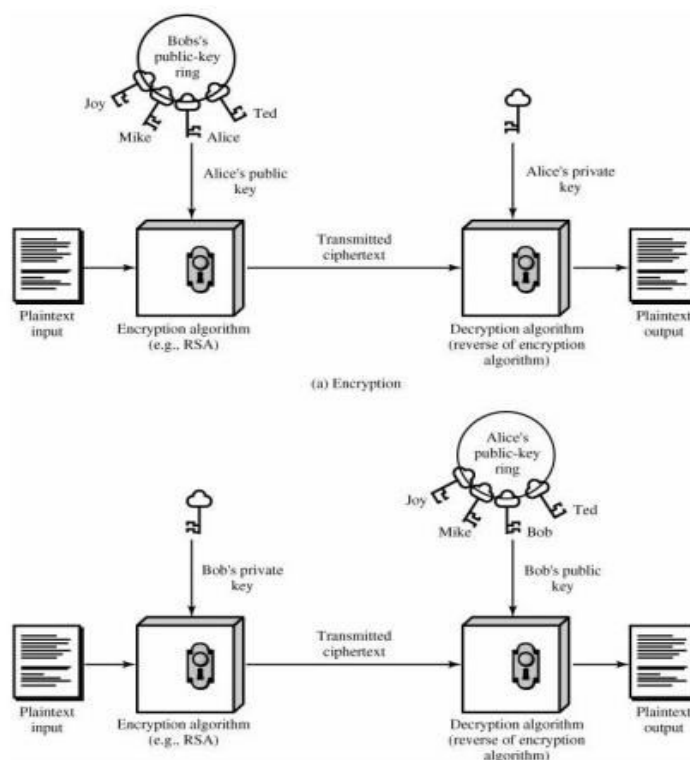 Bobs's
public-key
ring
Joy
Mike
Alice
Ted
Alice's public
key
Alice's private
key
Transmitted
ciphertext
Plaintext
input
Encryption algorithm
(e.g., RSA)
Decryption algorithm
(reverse of encryption
algorithm)
Plaintext
output
(a) Encryption
Alice's
public-key
ring
Joy
Mike
Bob
Ted
Bob's private
key
Bob's public
key
Transmitted
ciphertext
Plaintext
input
Encryption algorithm
(e.g., RSA)
Decryption algorithm
(reverse of encryption
algorithm)
Plaintext
output